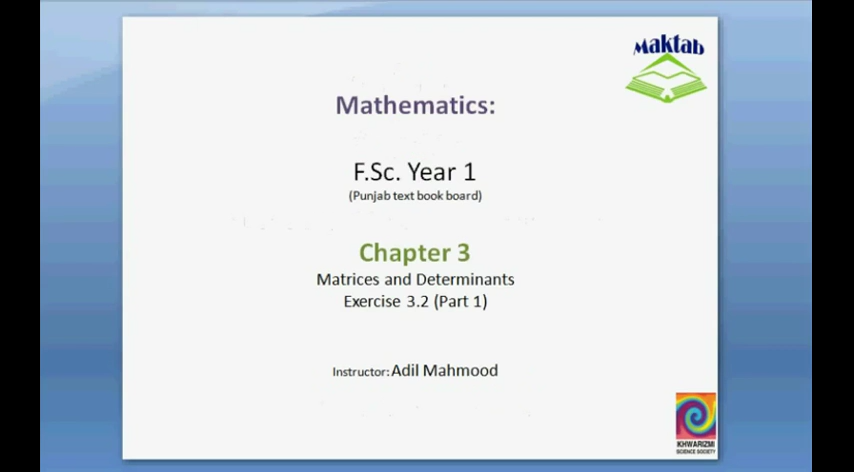 Maktab
Mathematics:
F.Sc. Year 1
(Punjab text book board)
Chapter 3
Matrices and Determinants
Exercise 3.2 (Part 1)
Instructor: Adil Mahmood
KHWARIZMI
SCIENCE SOCIETY